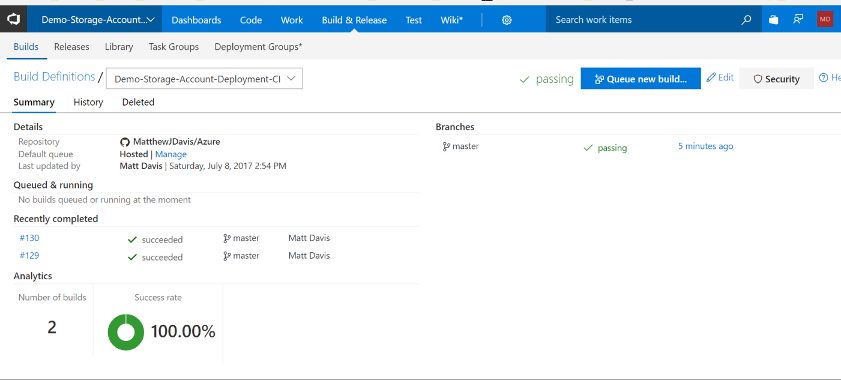 Demo-Storage-Account... Dashboards Code Work Build & Release Test Wiki* Search work items MD
Builds Releases Library Task Groups Deployment Groups*
Build Definitions / Demo-Storage-Account-Deployment-CI passing Queue new build... Edit Security He
Summary History Deleted
Details
Repository MatthewJDavis/Azure
Default queue Hosted | Manage
Last updated by Matt Davis | Saturday, July 8, 2017 2:54 PM
Queued & running
No builds queued or running at the moment
Recently completed
#130 succeeded master Matt Davis
#129 succeeded master Matt Davis
Analytics
Number of builds Success rate
2 100.00%
Branches
master passing 5 minutes ago